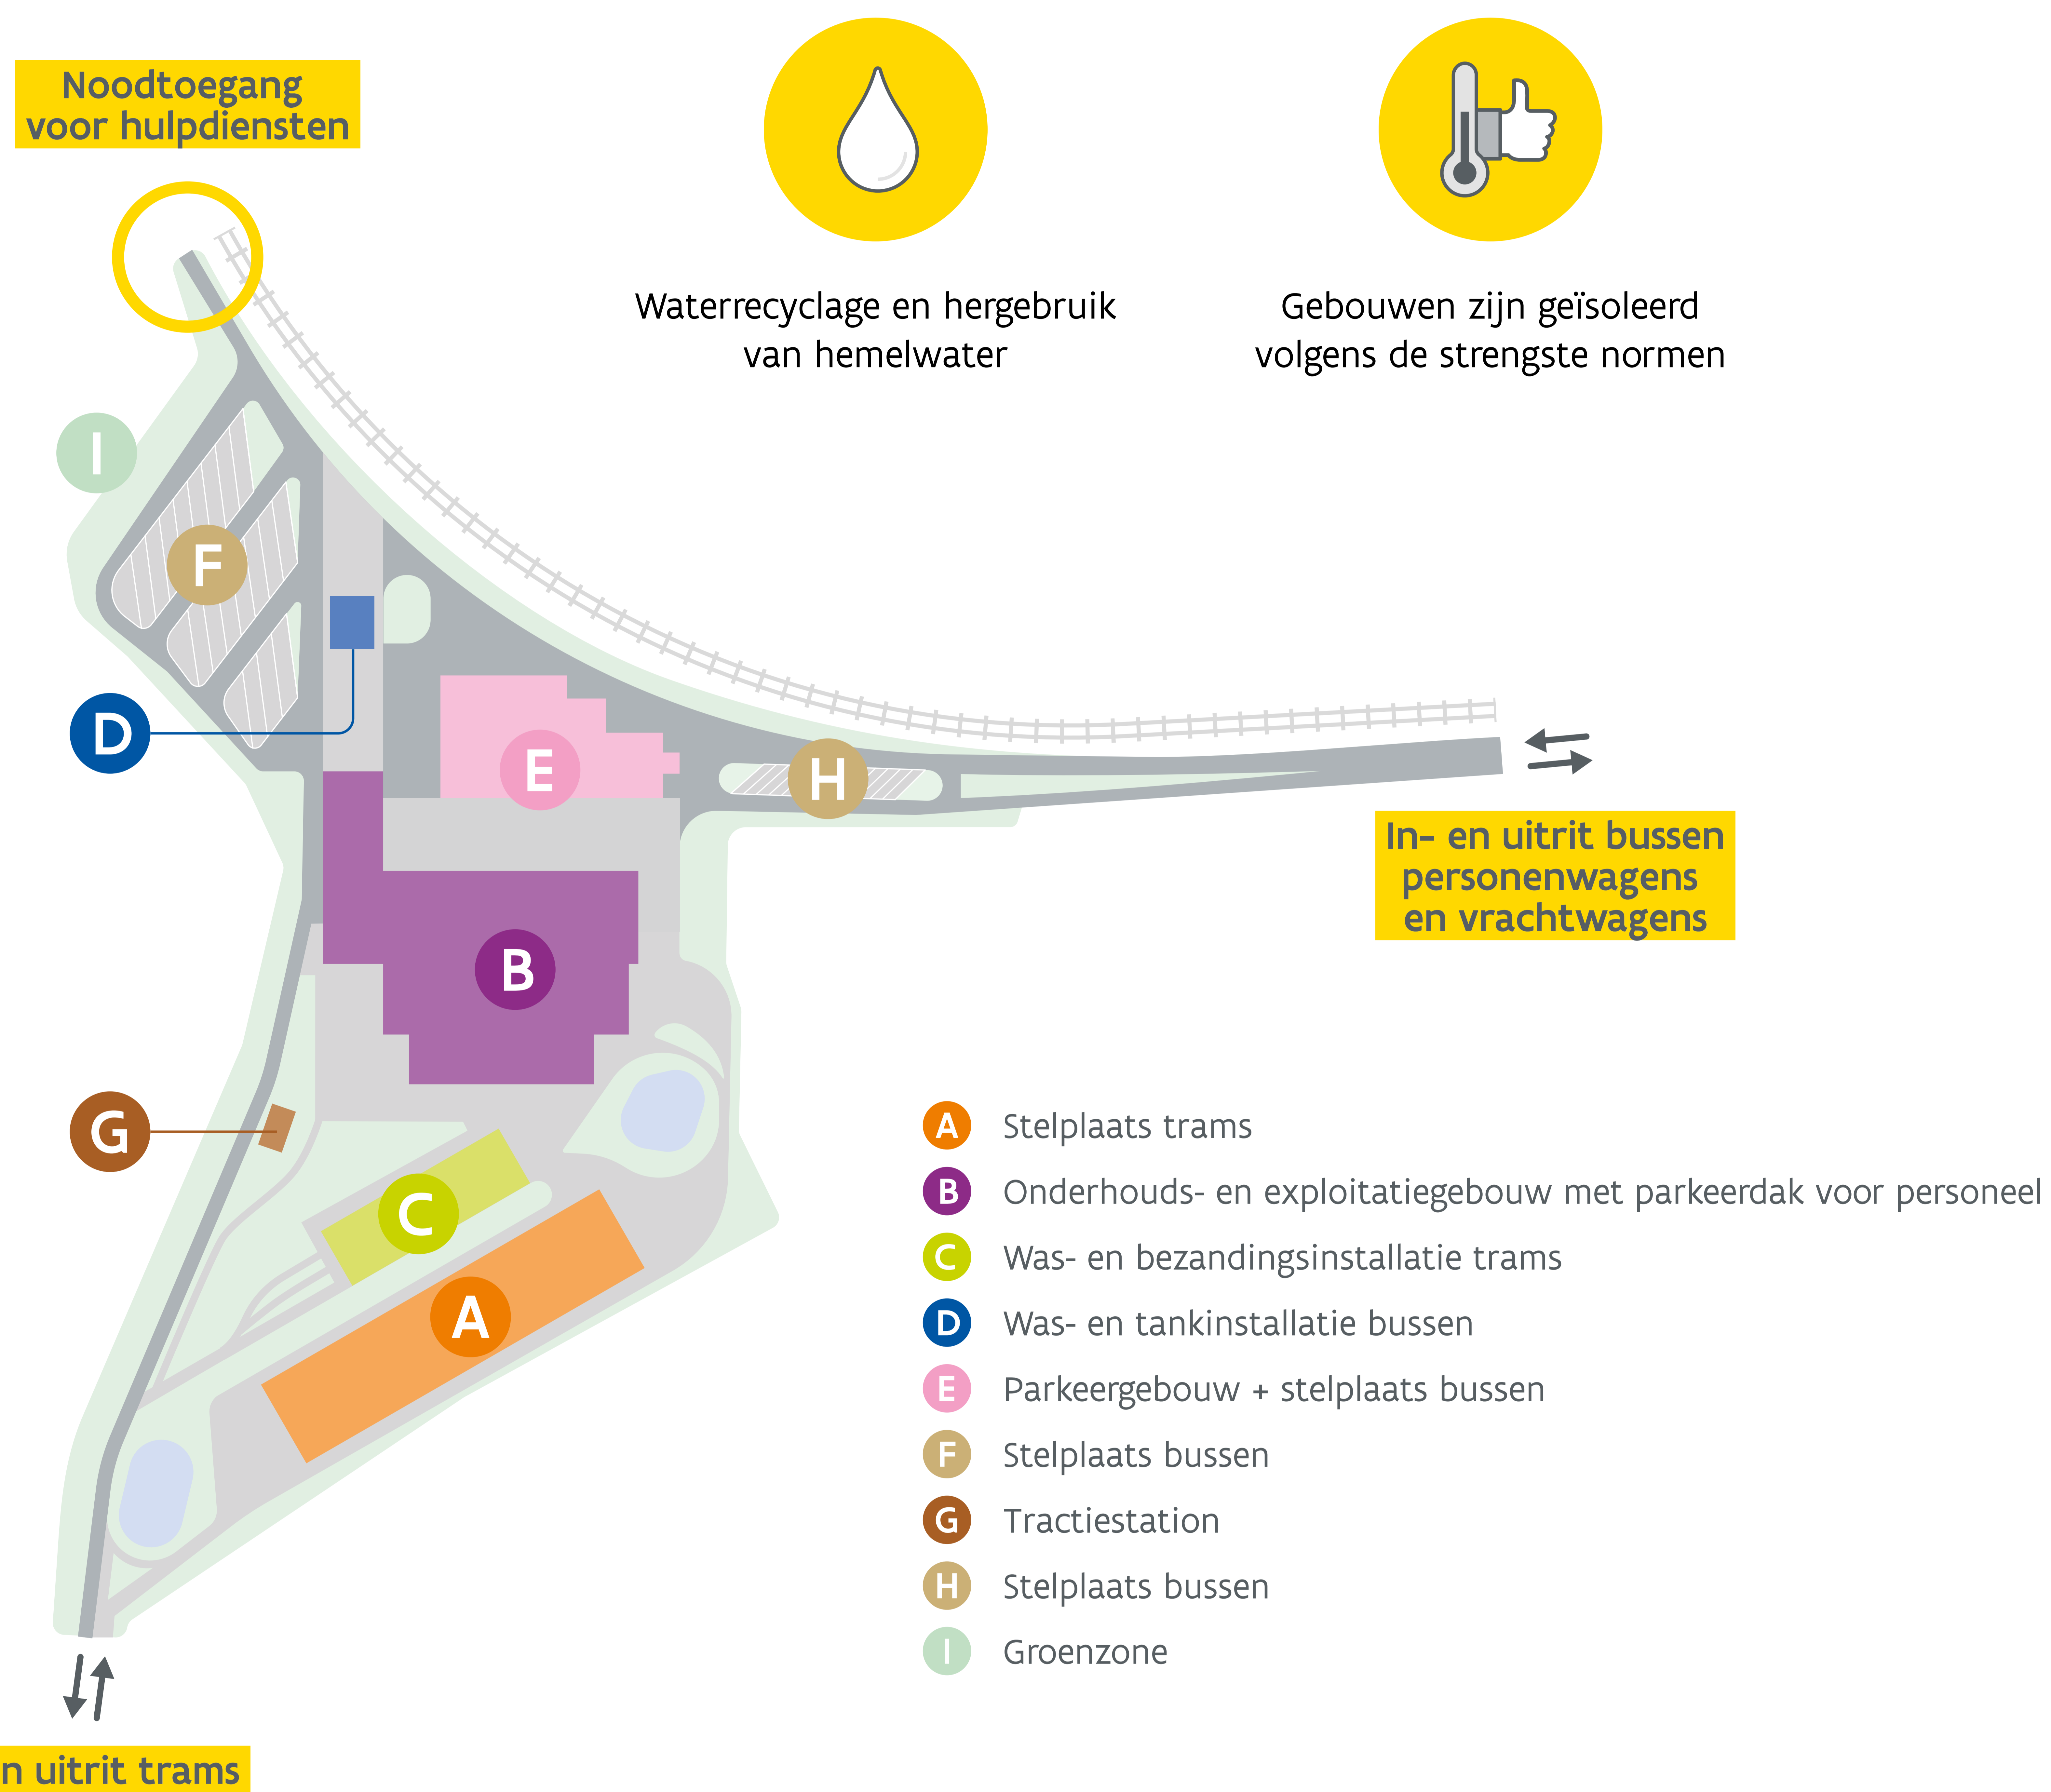 Noodtoegang
voor hulpdiensten
Waterrecyclage en hergebruik
van hemelwater
Gebouwen zijn geïsoleerd
volgens de strengste normen
I
F
D
E
H
In- en uitrit bussen
personenwagens
en vrachtwagens
B
G
C
A
A Stelplaats trams
B Onderhouds- en exploitatiegebouw met parkeerdak voor personeel
C Was- en bezandingsinstallatie trams
D Was- en tankinstallatie bussen
E Parkeergebouw + stelplaats bussen
F Stelplaats bussen
G Tractiestation
H Stelplaats bussen
I Groenzone
n uitrit trams